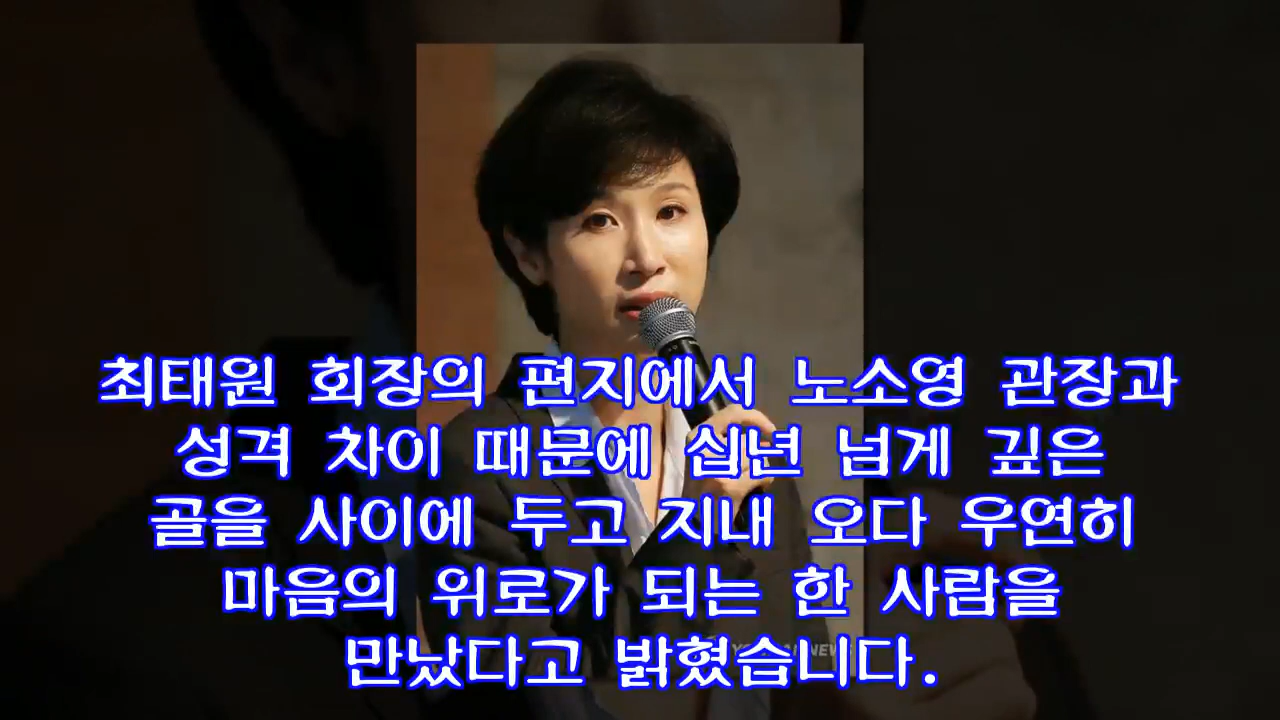 최태원 회장의 편지에서 노소영 관장과
성격 차이 때문에 십년 넘게 깊은
골을 사이에 두고 지내 오다 우연히
마음의 위로가 되는 한 사람을
만났다고 밝혔습니다.
NEWS